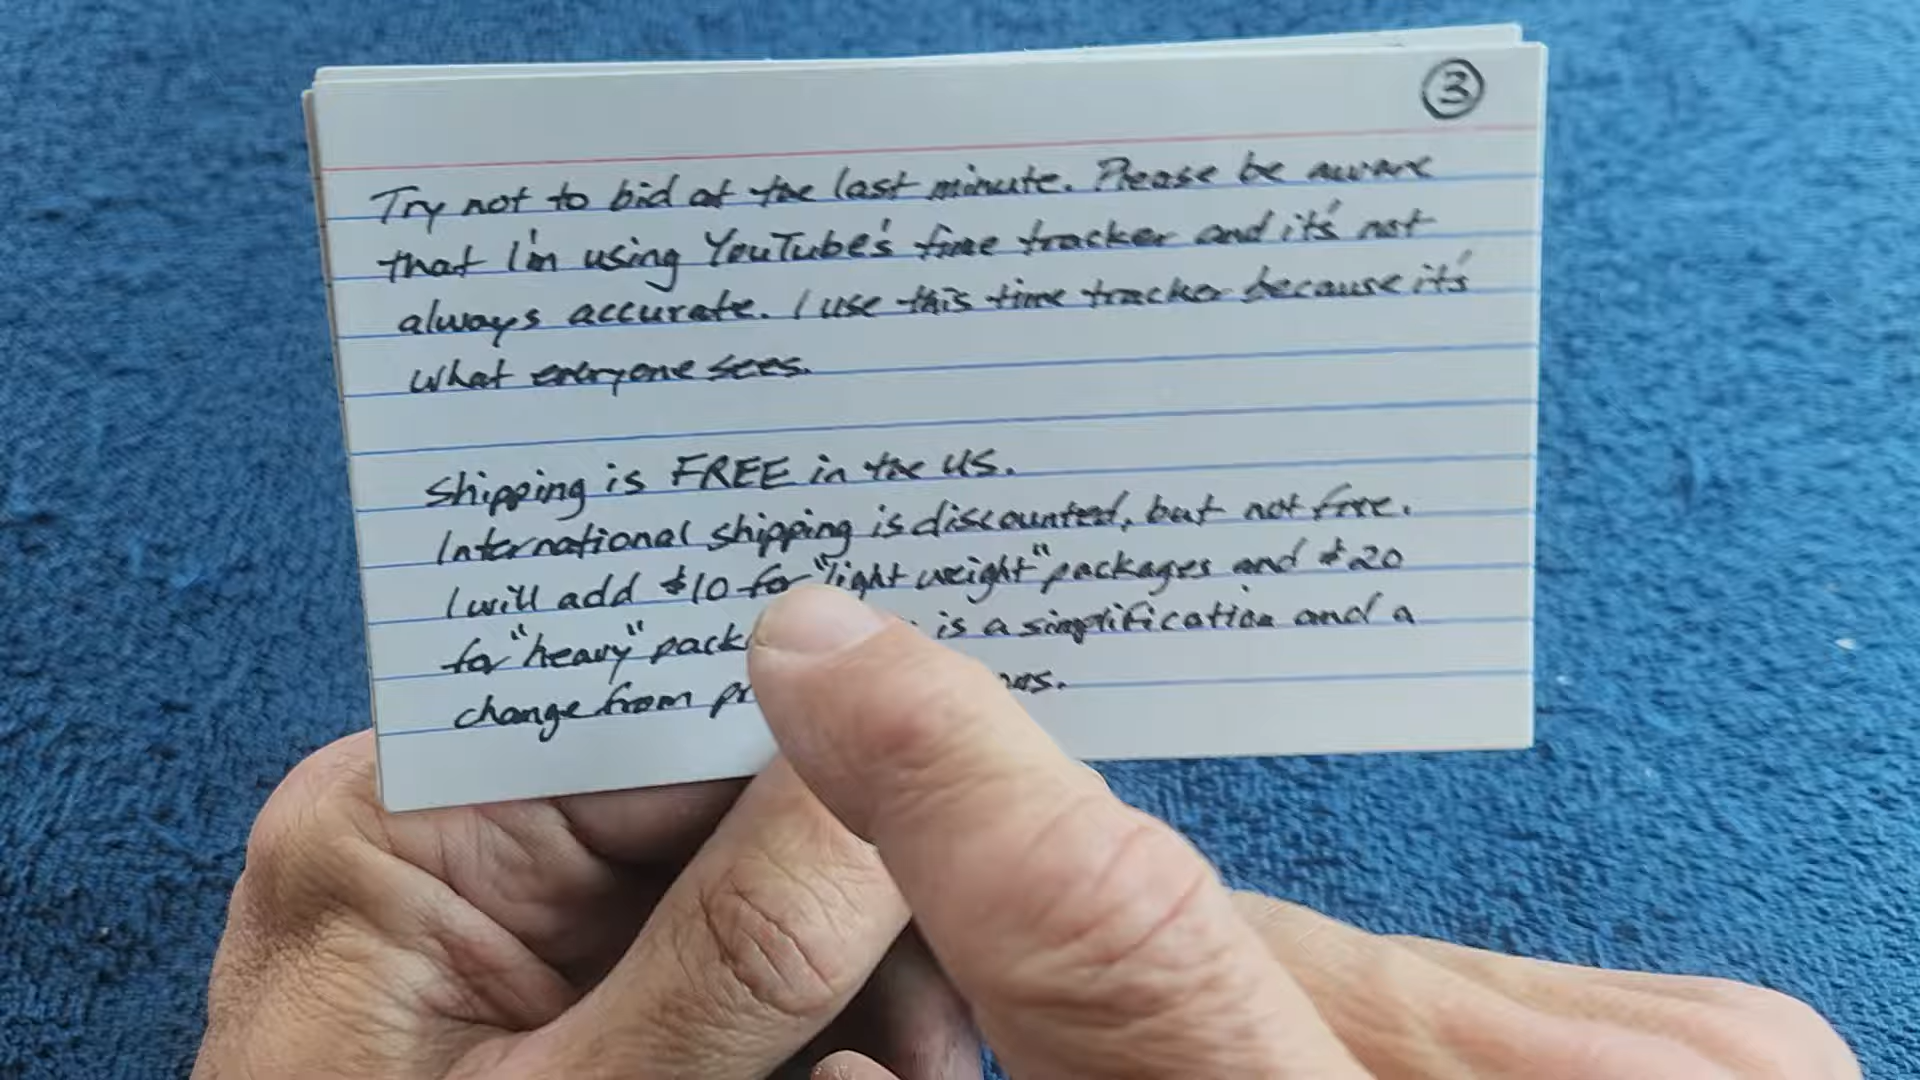 3
Try not to bid at the last minute. Please be aware
that I'm using YouTube's time tracker and it's not
always accurate. I use this time tracker because it's
what everyone sees.
Shipping is FREE in the US.
International shipping is discounted, but not free.
I will add $10 for "light weight" packages and $20
for "heavy" is a simplification and a
change from